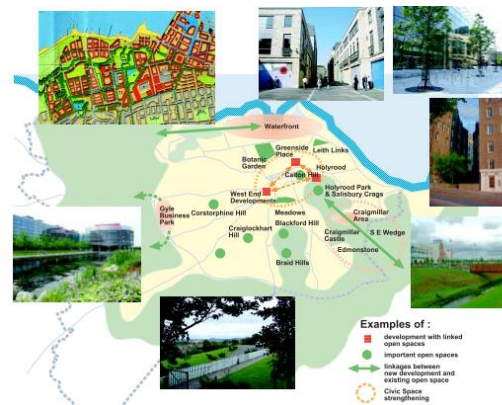 Waterfront
Greenside
Place
Leith Links
Botanic
Garden
Holyrood
Calton Hill
West End
Developments
Holyrood Park
& Salisbury Crags
Gyle
Business
Park
Corstorphine Hill
Meadows
Craigmillar
Area
Blackford Hill
Craiglockhart
Hill
Craigmillar
Castle
S E Wedge
Edmonstone
Braid Hills
Examples of :
development with linked
open spaces
important open spaces
linkages between
new development and
existing open space
Civic Space
strengthening